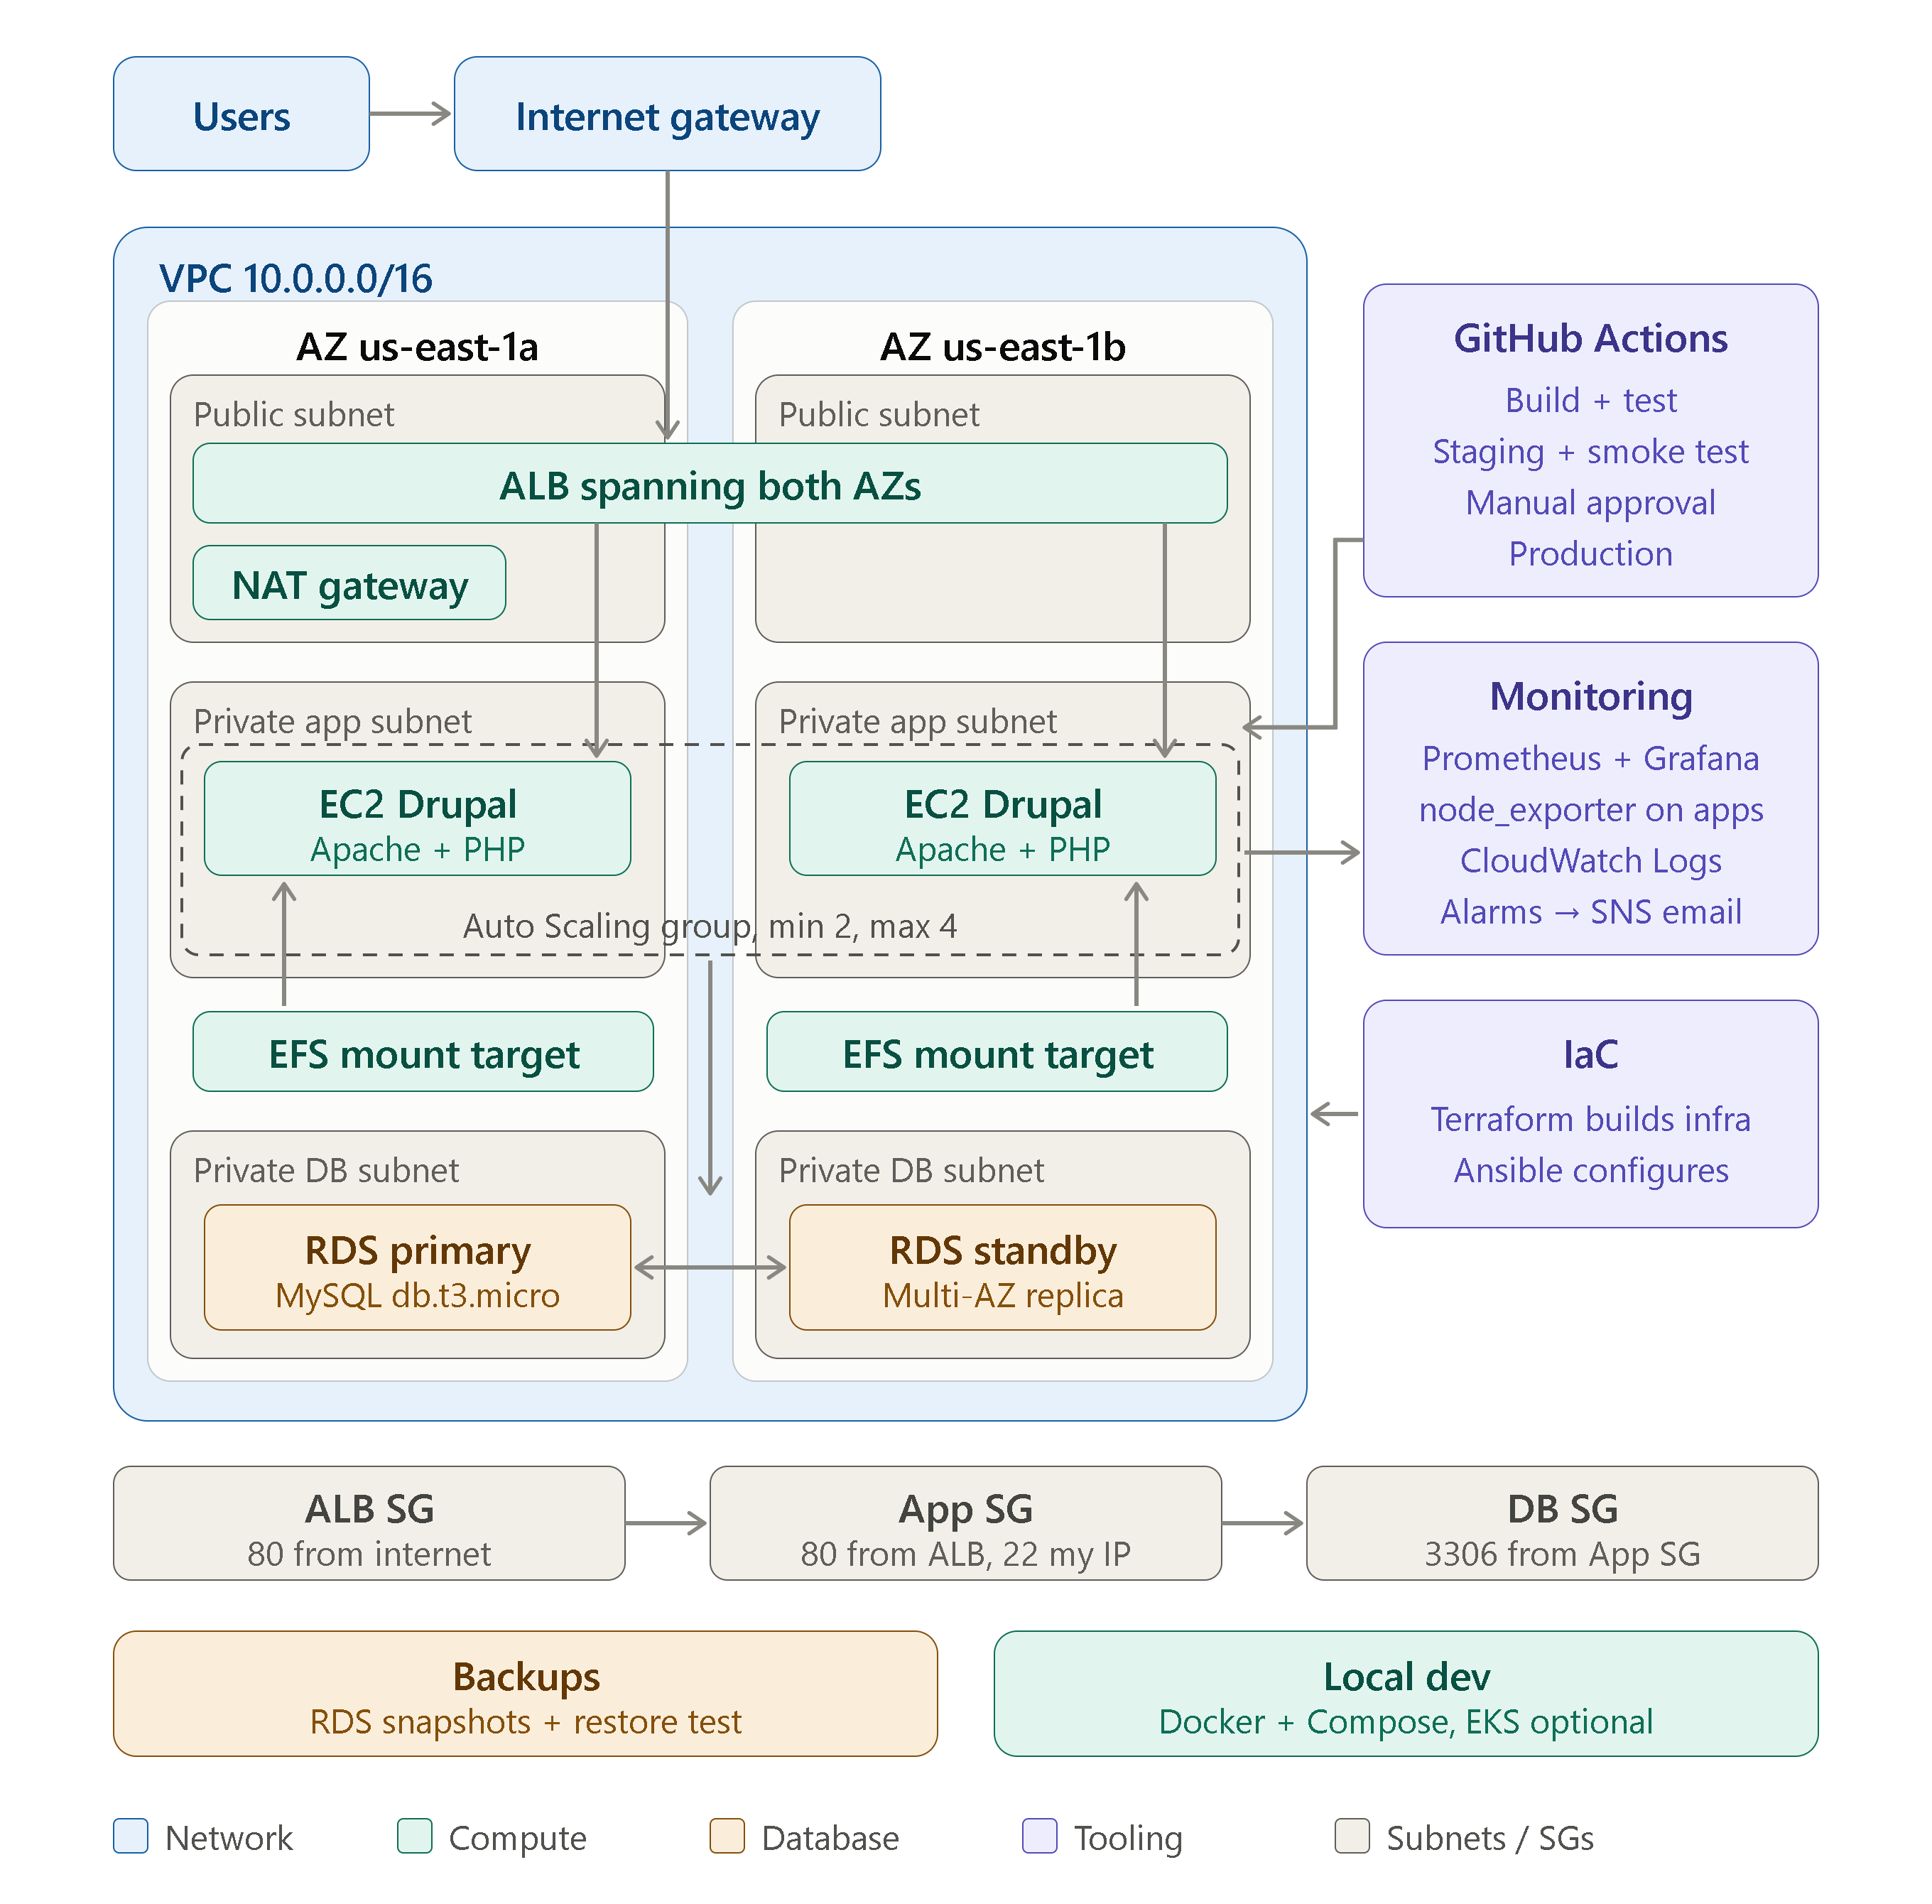 Users
Internet gateway
VPC 10.0.0.0/16
AZ us-east-1a
AZ us-east-1b
Public subnet
Public subnet
ALB spanning both AZs
NAT gateway
Private app subnet
Private app subnet
EC2 Drupal
Apache + PHP
EC2 Drupal
Apache + PHP
Auto Scaling group, min 2, max 4
EFS mount target
EFS mount target
Private DB subnet
Private DB subnet
RDS primary
MySQL db.t3.micro
RDS standby
Multi-AZ replica
GitHub Actions
Build + test
Staging + smoke test
Manual approval
Production
Monitoring
Prometheus + Grafana
node_exporter on apps
CloudWatch Logs
Alarms → SNS email
IaC
Terraform builds infra
Ansible configures
ALB SG
80 from internet
App SG
80 from ALB, 22 my IP
DB SG
3306 from App SG
Backups
RDS snapshots + restore test
Local dev
Docker + Compose, EKS optional
Network
Compute
Database
Tooling
Subnets / SGs